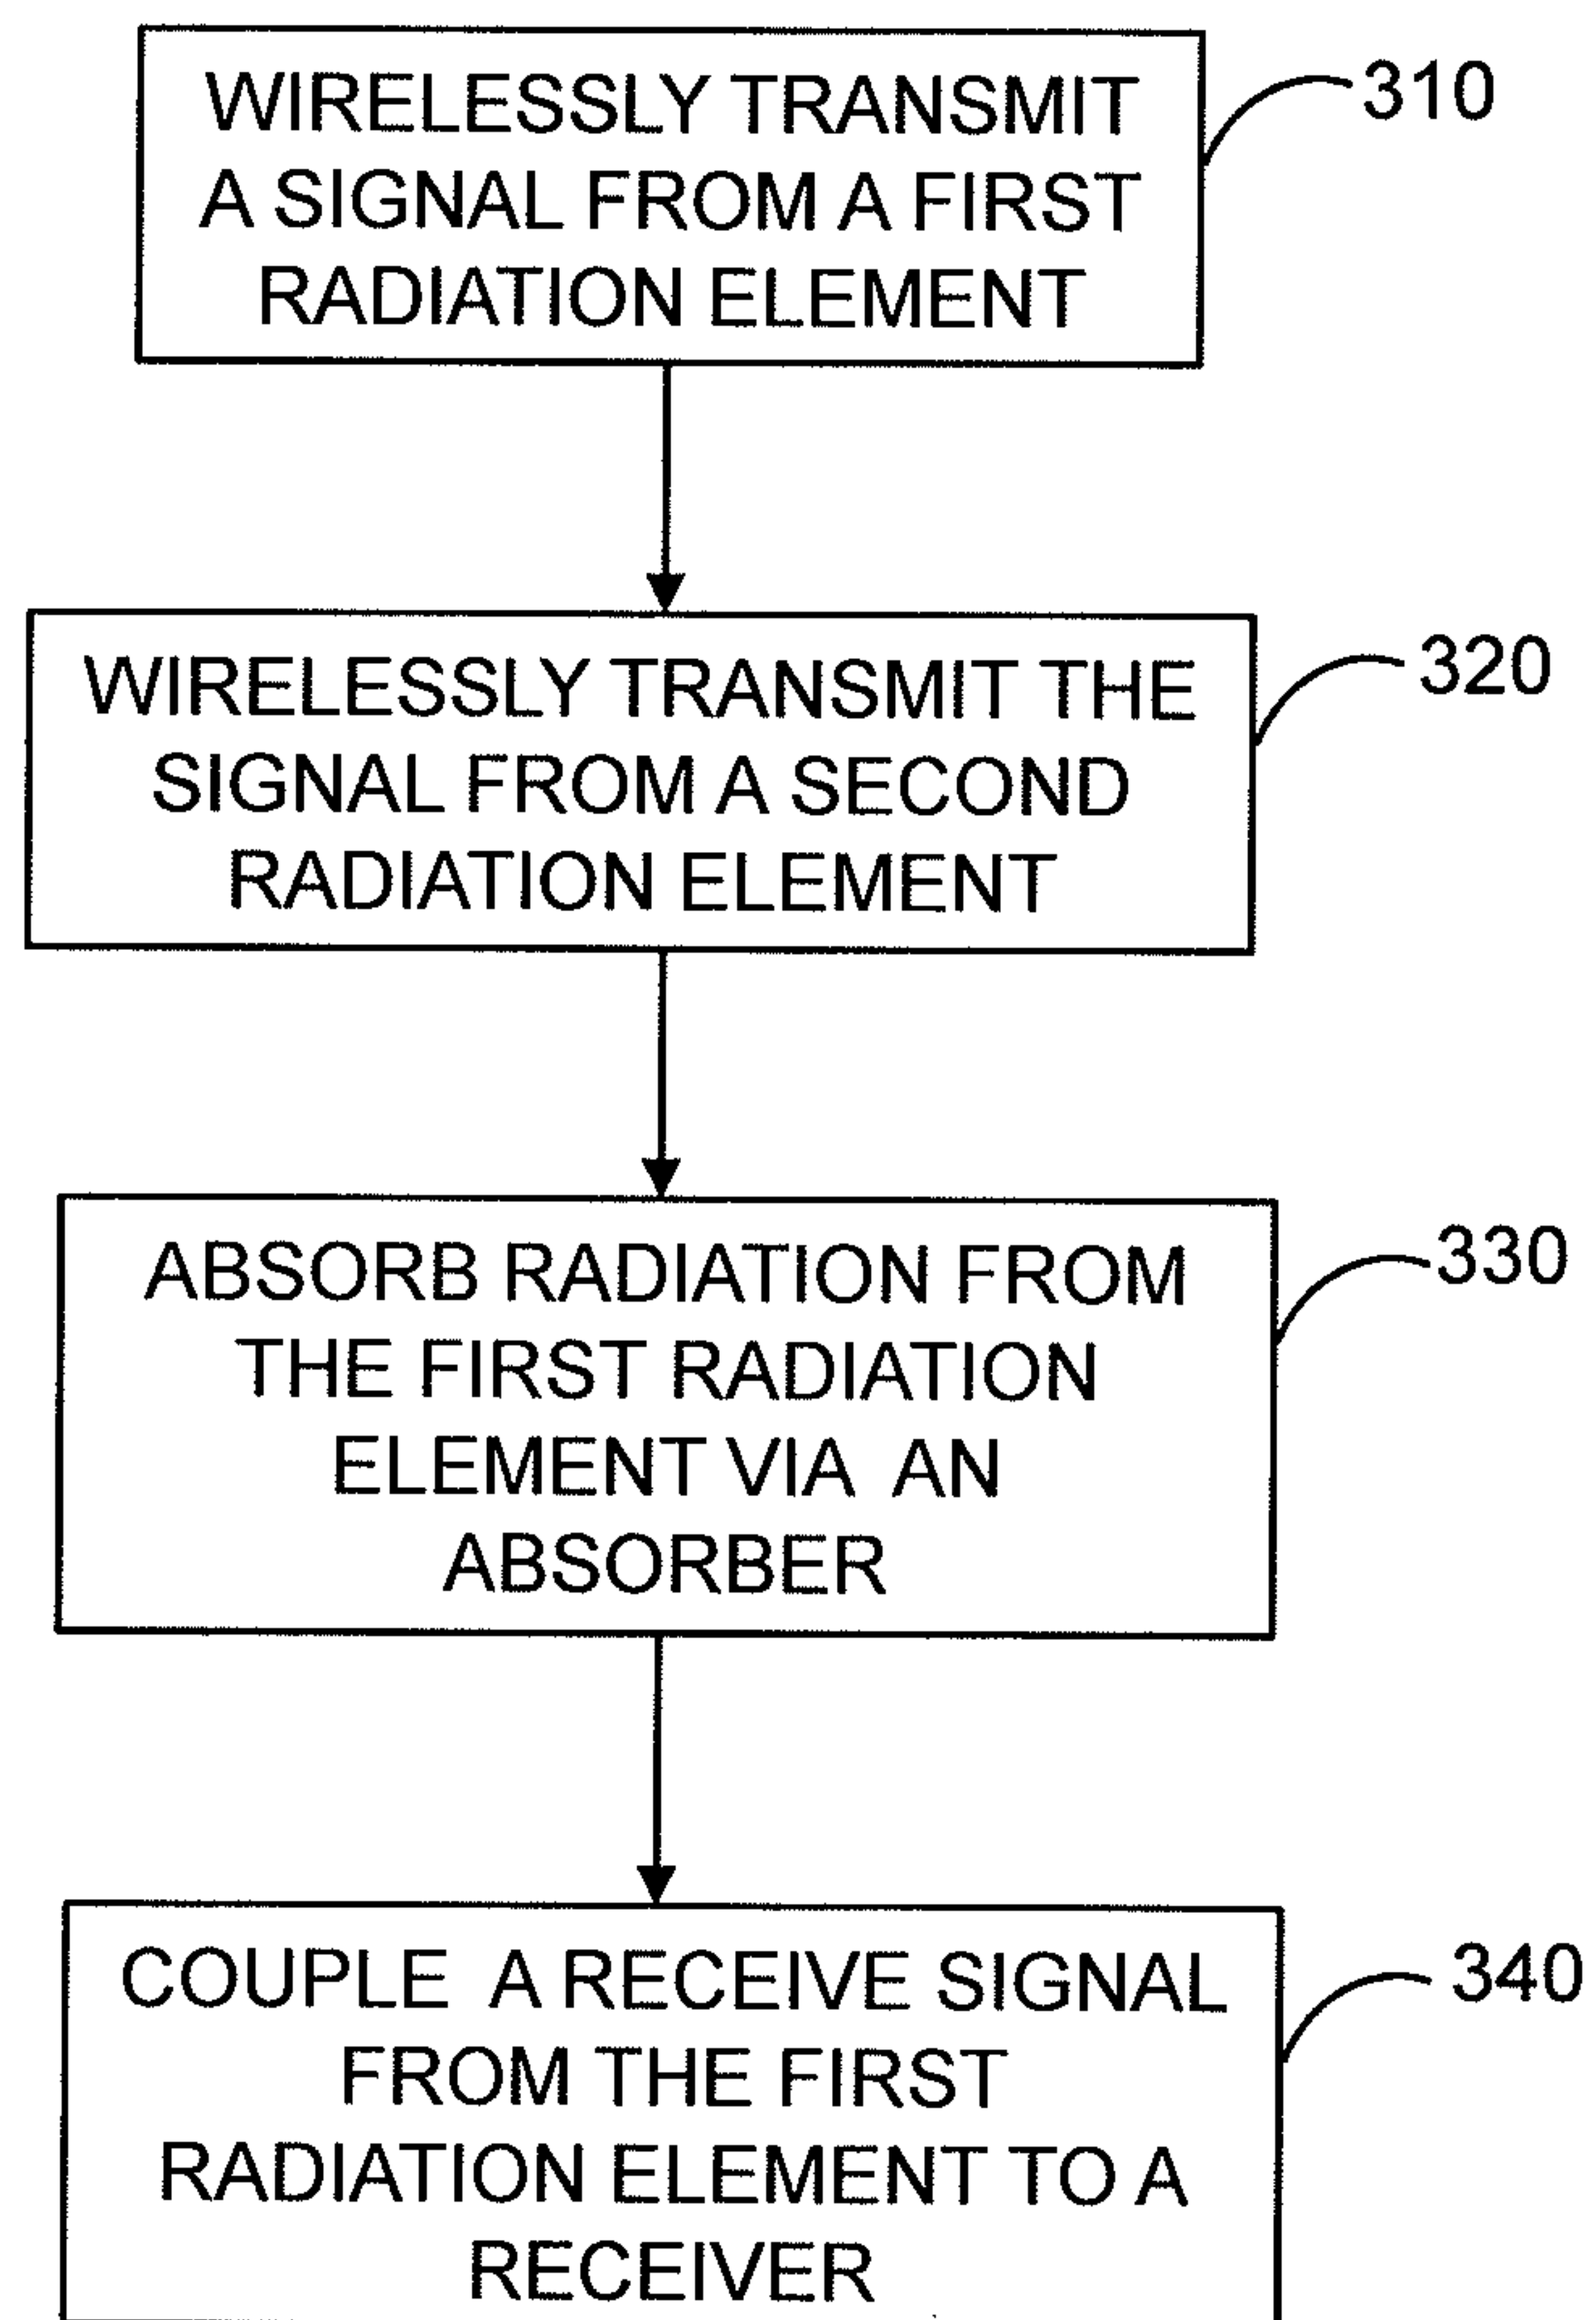 WIRELESSLY TRANSMIT
A SIGNAL FROM A FIRST
RADIATION ELEMENT
310
WIRELESSLY TRANSMIT THE
SIGNAL FROM A SECOND
RADIATION ELEMENT
320
ABSORB RADIATION FROM
THE FIRST RADIATION
ELEMENT VIA AN
ABSORBER
330
COUPLE A RECEIVE SIGNAL
FROM THE FIRST
RADIATION ELEMENT TO A
RECEIVER
340